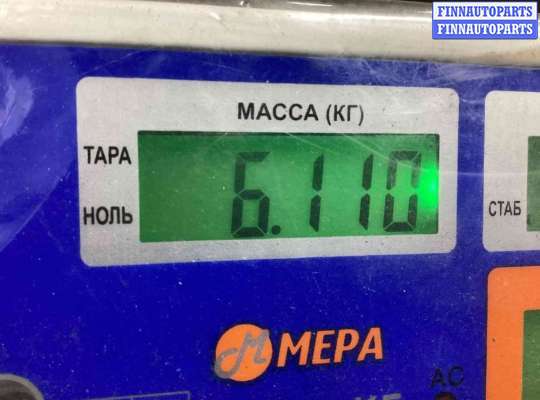 FINNAUTOPARTS
FINNAUTOPARTS
МАССА (КГ)
ТАРА
6.110
НОЛЬ
СТАБ
МЕРА
АС